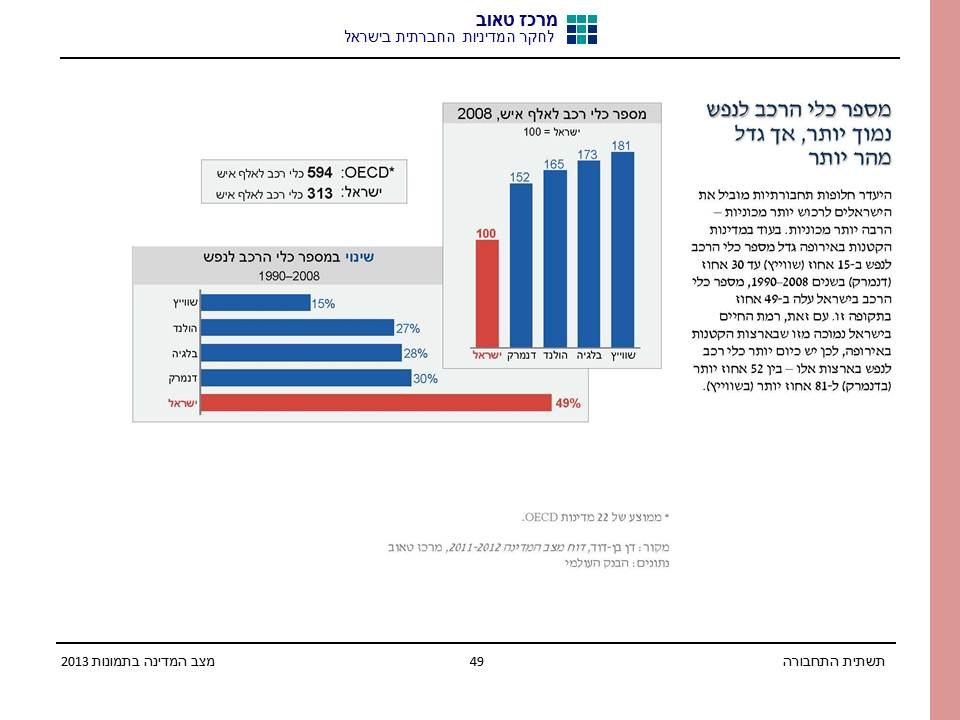 מרכז טאוב
לחקר המדיניות החברתית בישראל
מספר כלי הרכב לנפש
נמוך יותר, אך גדל
מהר יותר
היעדר חלופות תחבורתיות מוביל את
הישראלים לרכוש יותר מכוניות –
הרבה יותר מכוניות. בעוד במדינות
הקטנות באירופה גדל מספר כלי הרכב
לנפש ב-15 אחוז (שווייץ) עד 30 אחוז
(דנמרק) בשנים 1990–2008, מספר כלי
הרכב בישראל עלה ב-49 אחוז
בתקופה זו. עם זאת, רמת החיים
בישראל נמוכה מזו שבארצות הקטנות
באירופה, לכן יש כיום יותר כלי רכב
לנפש בארצות אלו – בין 52 אחוז יותר
(בדנמרק) ל-81 אחוז יותר (בשווייץ).
מספר כלי רכב לאלף איש, 2008
ישראל = 100
181
173
165
152
100
שווייץ בלגיה הולנד דנמרק ישראל
*OECD: 594 כלי רכב לאלף איש
ישראל: 313 כלי רכב לאלף איש
שינוי במספר כלי הרכב לנפש
1990–2008
שווייץ 15%
הולנד 27%
בלגיה 28%
דנמרק 30%
ישראל 49%
* ממוצע של 22 מדינות OECD.
מקור: דן בן-דוד, דוח מצב המדינה 2011-2012, מרכז טאוב
נתונים: הבנק העולמי
תשתית התחבורה
49
מצב המדינה בתמונות 2013